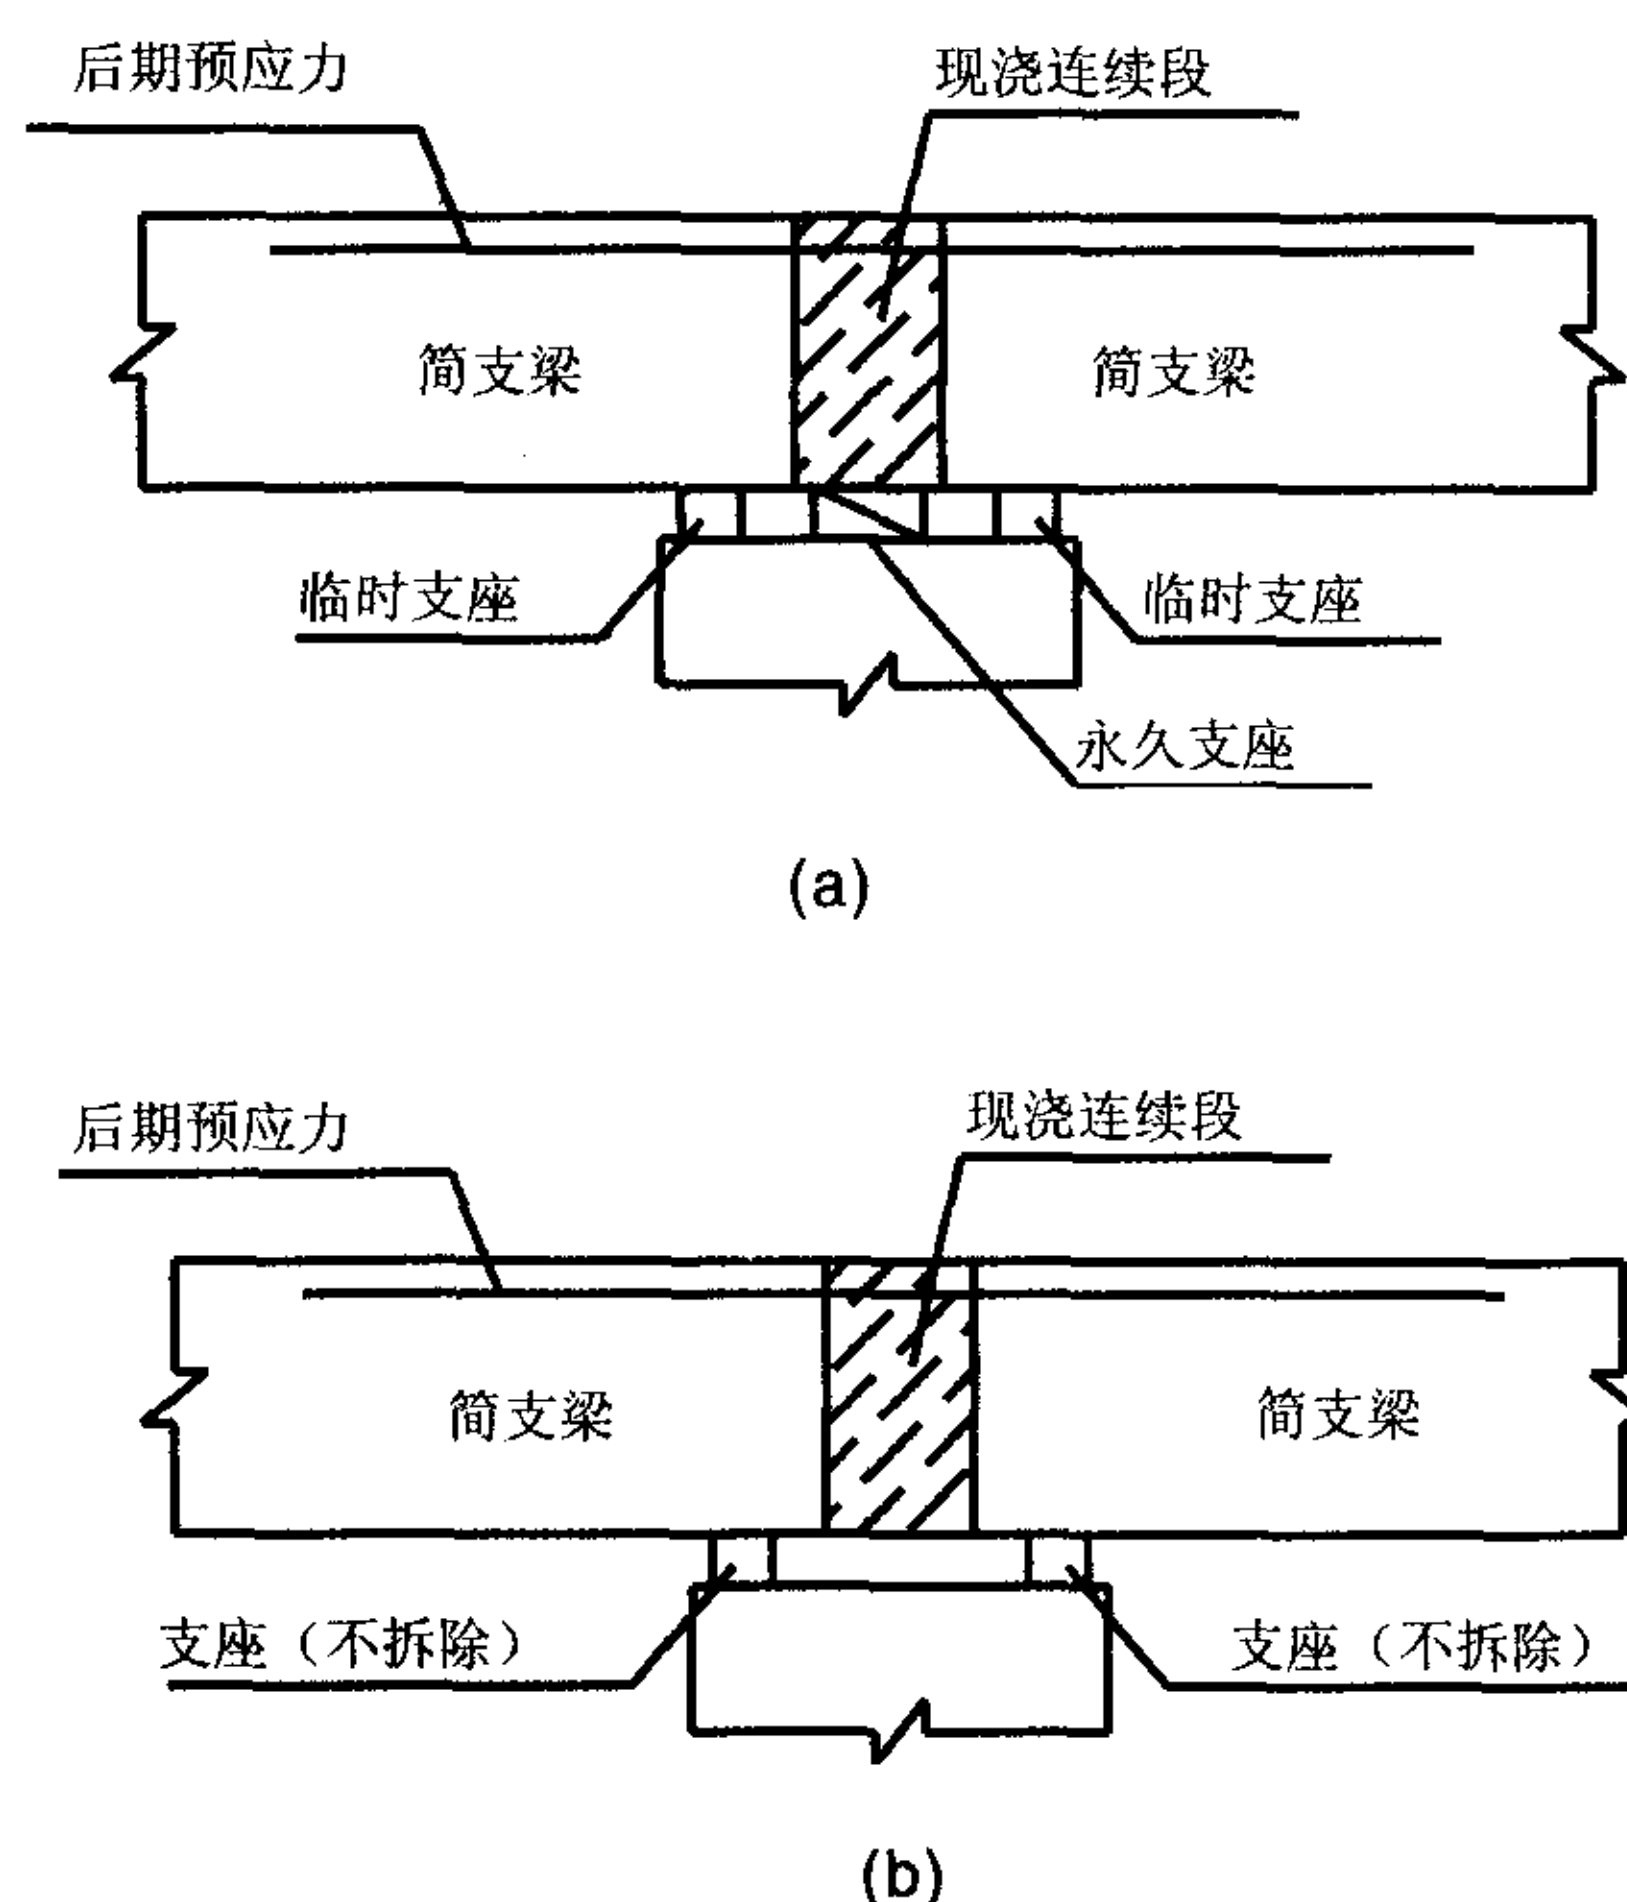 后期预应力
现浇连续段
简支梁
简支梁
临时支座
临时支座
永久支座
(a)
后期预应力
现浇连续段
简支梁
简支梁
支座（不拆除）
支座（不拆除）
(b)